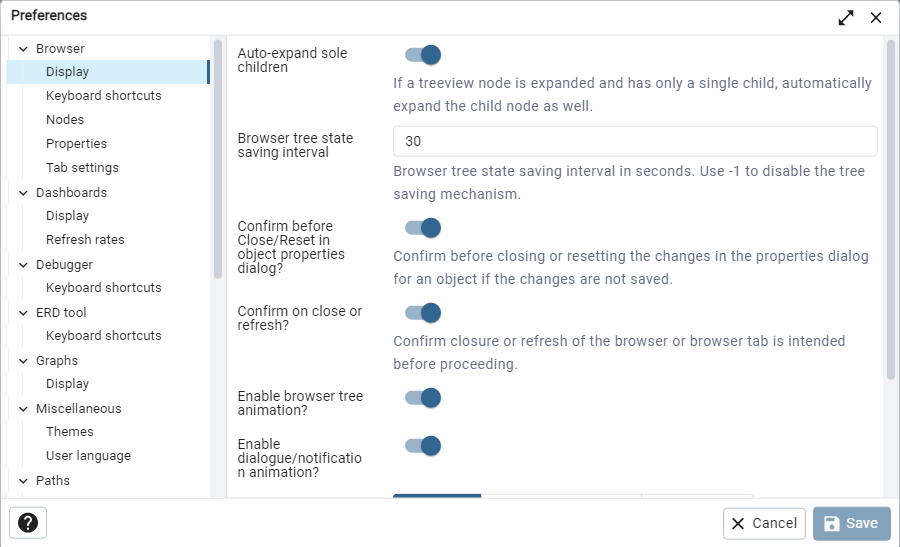 Preferences
Browser
Display
Keyboard shortcuts
Nodes
Properties
Tab settings
Dashboards
Display
Refresh rates
Debugger
Keyboard shortcuts
ERD tool
Keyboard shortcuts
Graphs
Display
Miscellaneous
Themes
User language
Paths
Auto-expand sole
children
If a treeview node is expanded and has only a single child, automatically
expand the child node as well.
Browser tree state
saving interval
30
Browser tree state saving interval in seconds. Use -1 to disable the tree
saving mechanism.
Confirm before
Close/Reset in
object properties
dialog?
Confirm before closing or resetting the changes in the properties dialog
for an object if the changes are not saved.
Confirm on close or
refresh?
Confirm closure or refresh of the browser or browser tab is intended
before proceeding.
Enable browser tree
animation?
Enable
dialogue/notificatio
n animation?
?
Cancel
Save